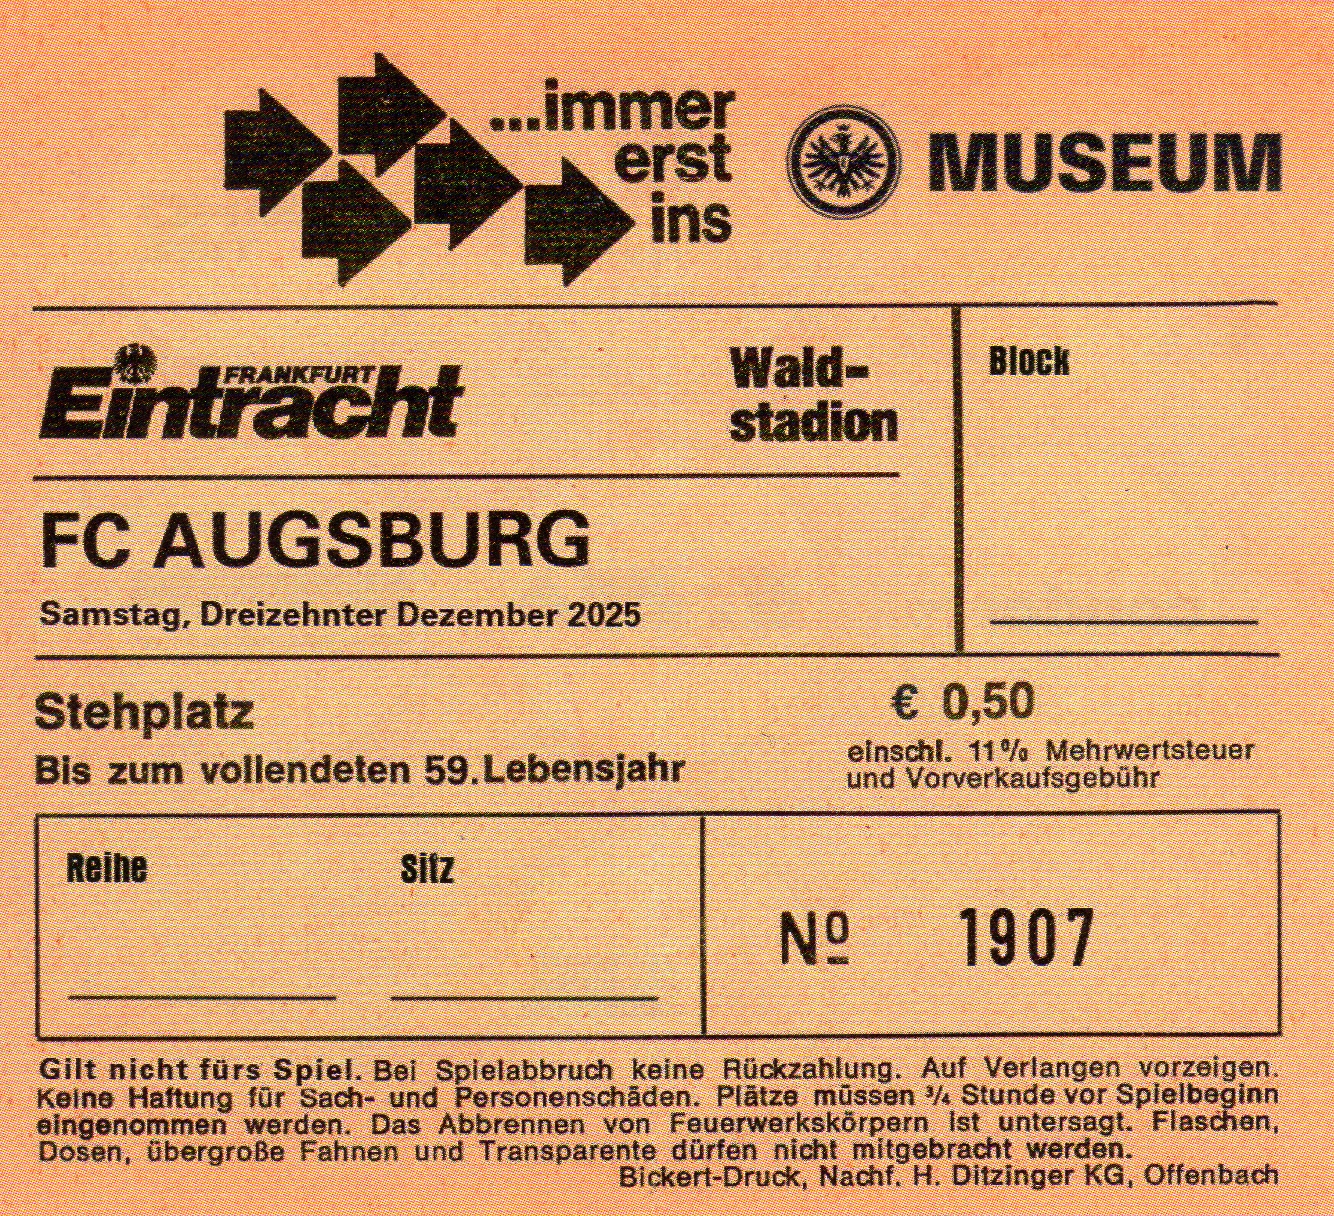 ...immer
erst
ins
MUSEUM
Eintracht
FRANKFURT
Wald-
stadion
Block
FC AUGSBURG
Samstag, Dreizehnter Dezember 2025
Stehplatz
Bis zum vollendeten 59. Lebensjahr
€ 0,50
einschl. 11% Mehrwertsteuer
und Vorverkaufsgebühr
Reihe
Sitz
Nº 1907
Gilt nicht fürs Spiel. Bei Spielabbruch keine Rückzahlung. Auf Verlangen vorzeigen.
Keine Haftung für Sach- und Personenschäden. Plätze müssen ¾ Stunde vor Spielbeginn
eingenommen werden. Das Abbrennen von Feuerwerkskörpern ist untersagt. Flaschen,
Dosen, übergroße Fahnen und Transparente dürfen nicht mitgebracht werden.
Bickert-Druck, Nachf. H. Ditzinger KG, Offenbach